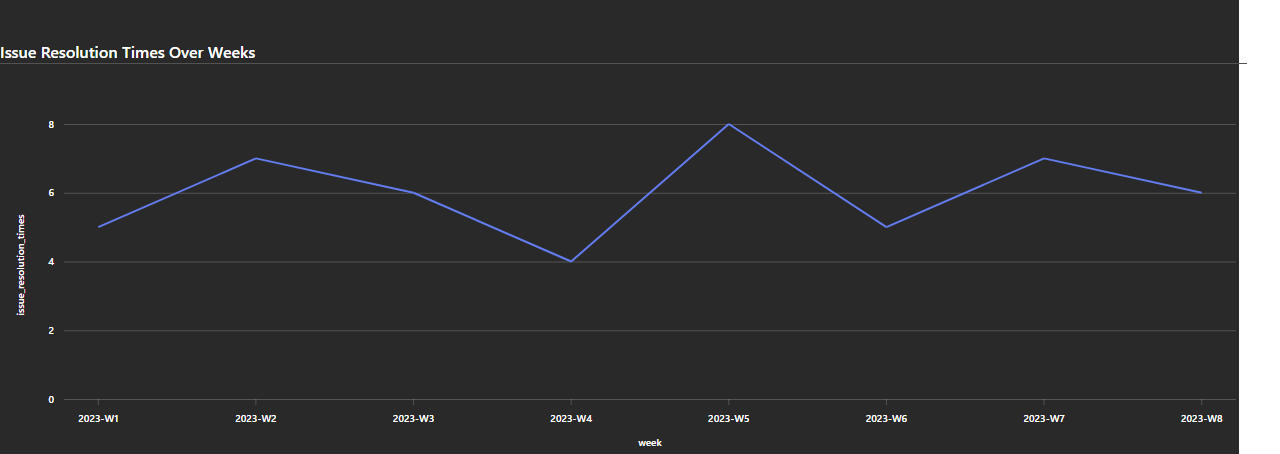 Issue Resolution Times Over Weeks
8
6
issue_resolution_times
4
2
0
2023-W1 2023-W2 2023-W3 2023-W4 2023-W5 2023-W6 2023-W7 2023-W8
week